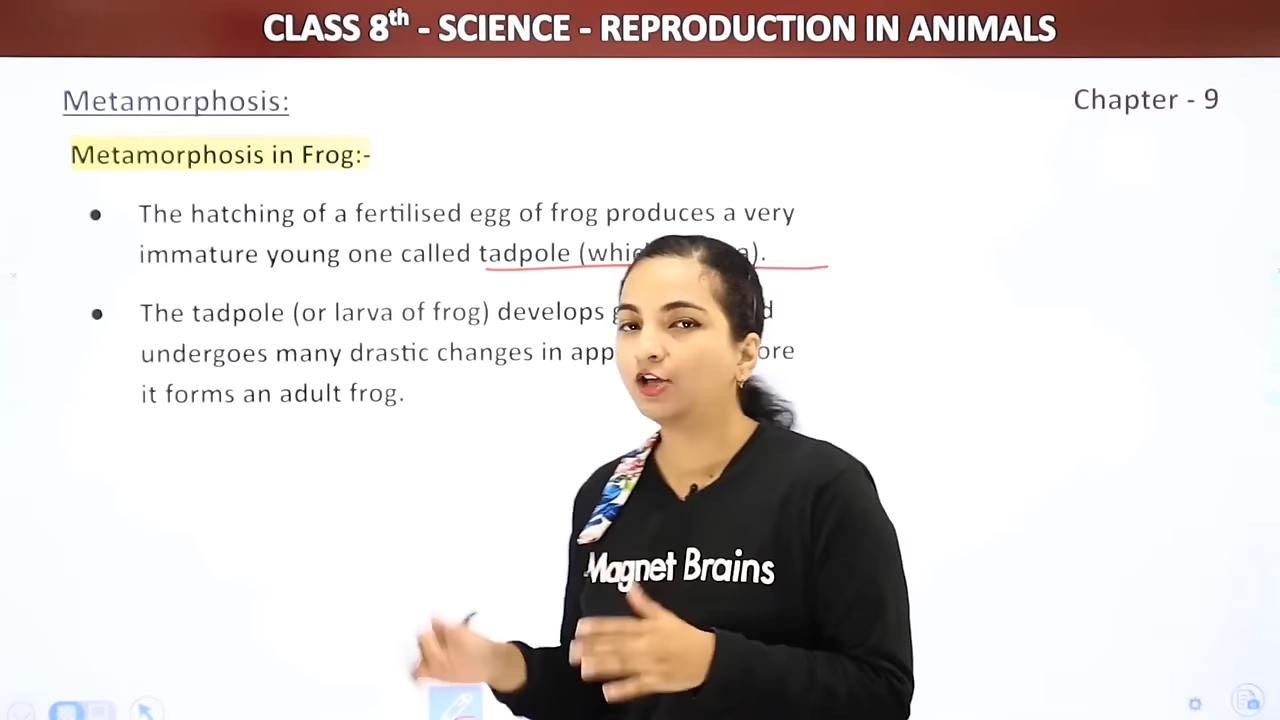 CLASS 8th - SCIENCE - REPRODUCTION IN ANIMALS
Metamorphosis:
Chapter - 9
Metamorphosis in Frog:-
● The hatching of a fertilised egg of frog produces a very
immature young one called tadpole (which
● The tadpole (or larva of frog) develops
undergoes many drastic changes in
it forms an adult frog.
Magnet Brains